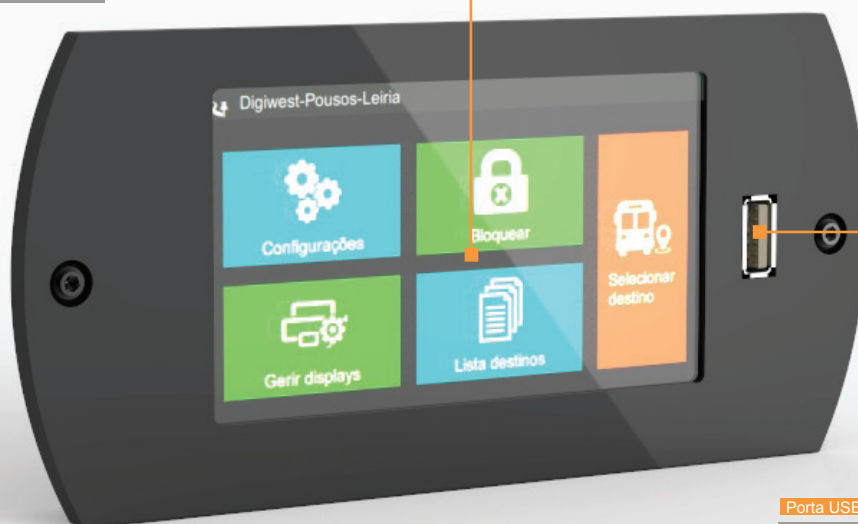 Digiwest-Pousos-Leiria
Configurações
Bloquear
Selecionar
destino
Gerir displays
Lista destinos
Porta USB